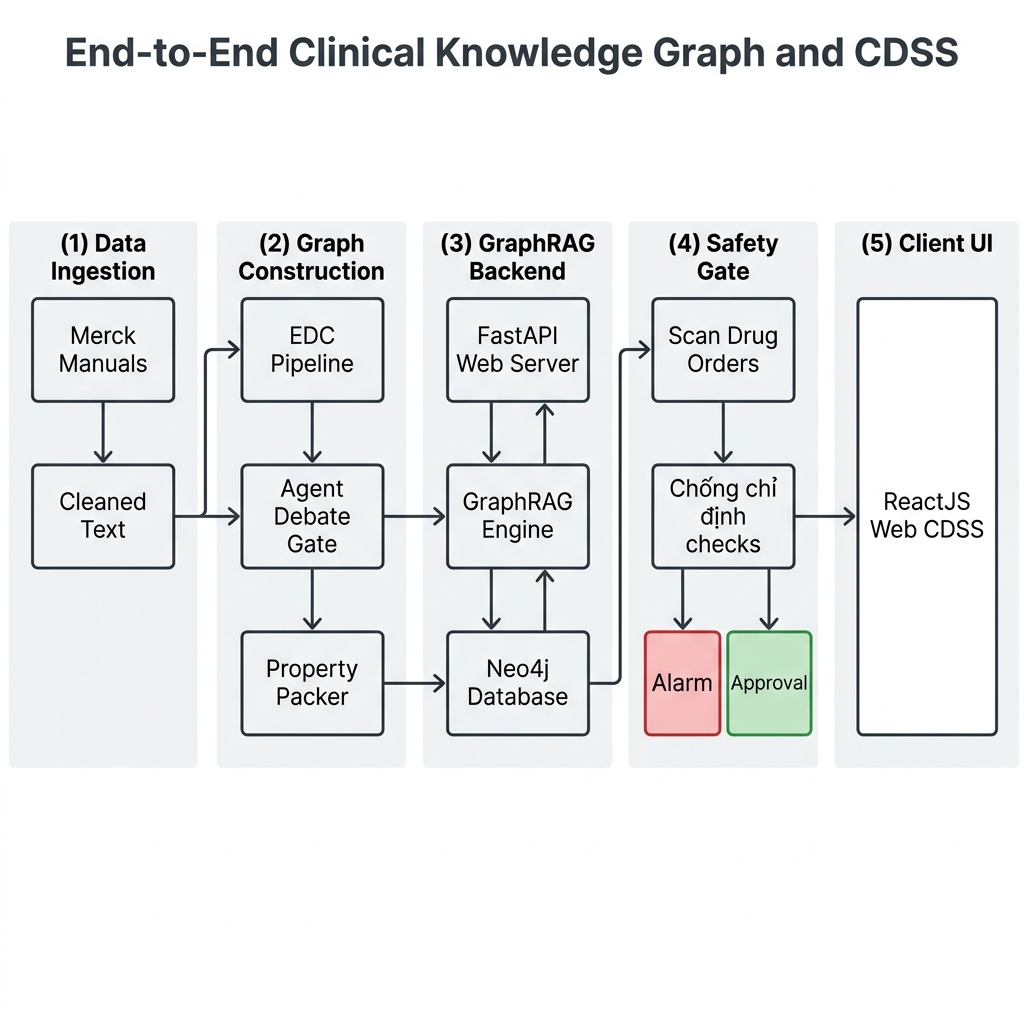 End-to-End Clinical Knowledge Graph and CDSS
(1) Data
Ingestion
Merck
Manuals
Cleaned
Text
(2) Graph
Construction
EDC
Pipeline
Agent
Debate
Gate
Property
Packer
(3) GraphRAG
Backend
FastAPI
Web Server
GraphRAG
Engine
Neo4j
Database
(4) Safety
Gate
Scan Drug
Orders
Chống chỉ
định
checks
Alarm
Approval
(5) Client UI
ReactJS
Web CDSS